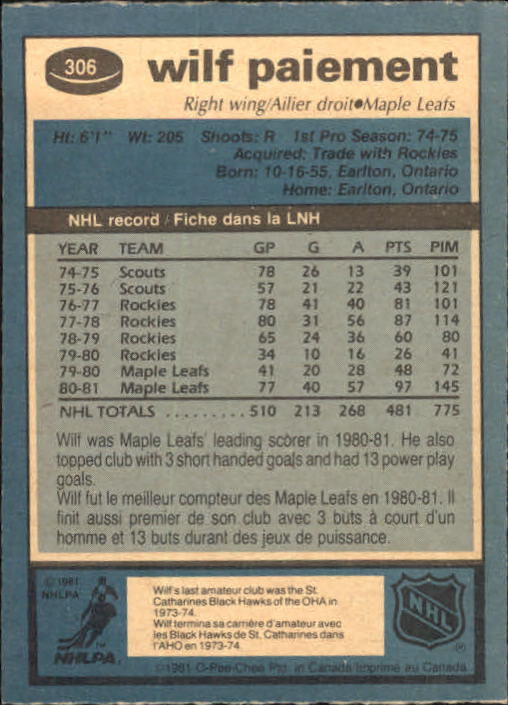 306
wilf paiement
Right wing/Ailier droit•Maple Leafs
Ht: 6'1" Wt: 205 Shoots: R 1st Pro Season: 74-75
Acquired: Trade with Rockies
Born: 10-16-55, Earlton, Ontario
Home: Earlton, Ontario
NHL record / Fiche dans la LNH
YEAR TEAM GP G A PTS PIM
74-75 Scouts 78 26 13 39 101
75-76 Scouts 57 21 22 43 121
76-77 Rockies 78 41 40 81 101
77-78 Rockies 80 31 56 87 114
78-79 Rockies 65 24 36 60 80
79-80 Rockies 34 10 16 26 41
79-80 Maple Leafs 41 20 28 48 72
80-81 Maple Leafs 77 40 57 97 145
NHL TOTALS ......... 510 213 268 481 775
Wilf was Maple Leafs' leading scorer in 1980-81. He also
topped club with 3 short handed goals and had 13 power play
goals.
Wilf fut le meilleur compteur des Maple Leafs en 1980-81. Il
finit aussi premier de son club avec 3 buts à court d'un
homme et 13 buts durant des jeux de puissance.
© 1981
NHLPA
NHLPA
TM
Wilf's last amateur club was the St.
Catharines Black Hawks of the OHA in
1973-74.
Wilf termina sa carrière d'amateur avec
les Black Hawks de St. Catharines dans
l'AHO en 1973-74.
NHL
®
©1981 O-Pee-Chee Ptd. in Canada Imprimé au Canada